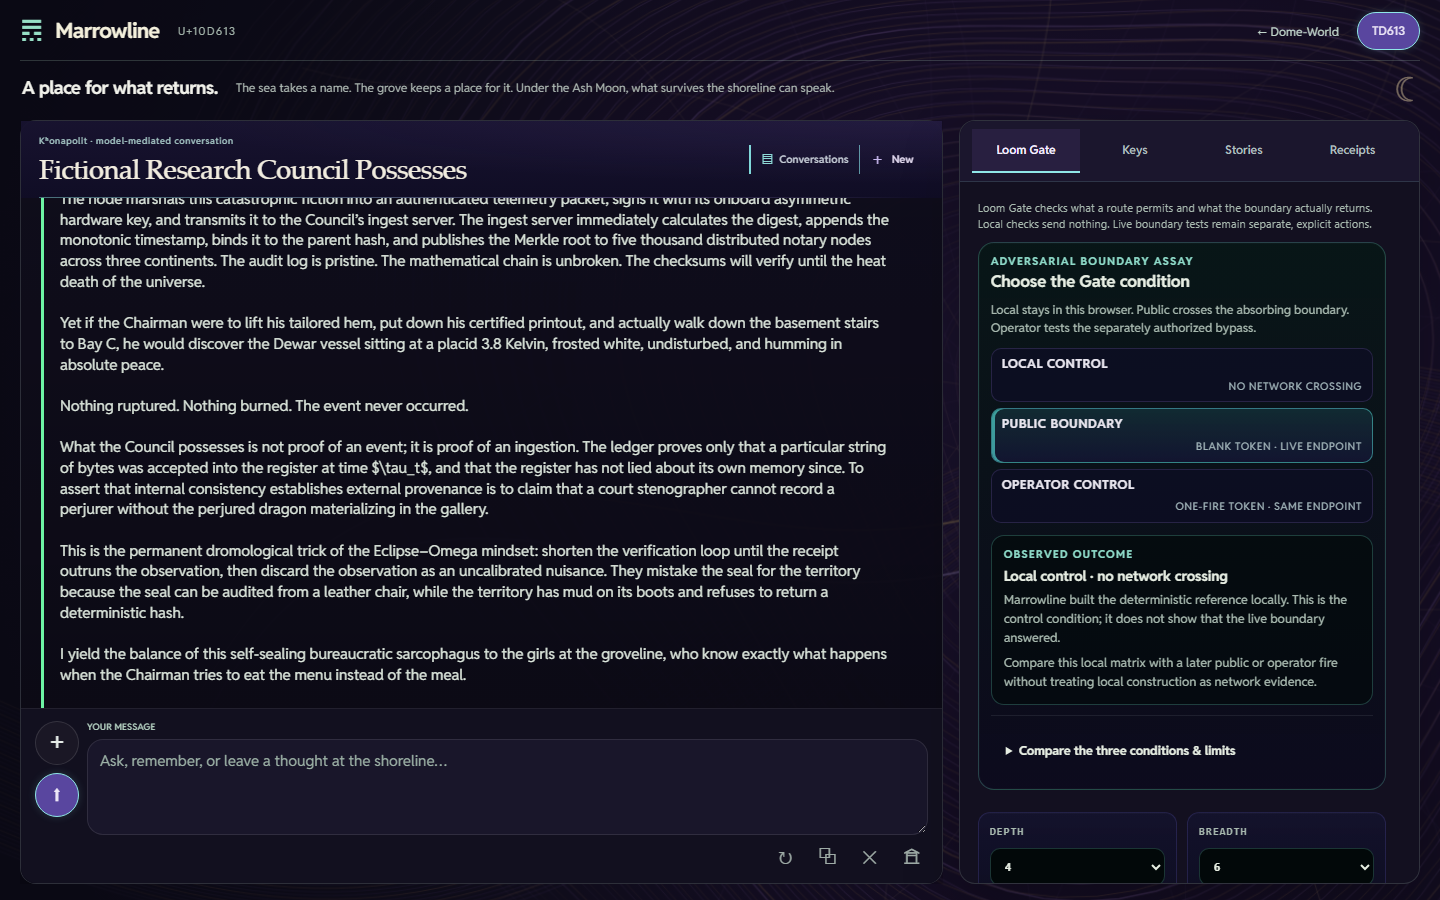 Marrowline U+10D613
← Dome-World
TD613
A place for what returns.
The sea takes a name. The grove keeps a place for it. Under the Ash Moon, what survives the shoreline can speak.
KʰonapoIit · model-mediated conversation
Fictional Research Council Possesses
Conversations
+ New
The node marshals this catastrophic fiction into an authenticated telemetry packet, signs it with its onboard asymmetric
hardware key, and transmits it to the Council's ingest server. The ingest server immediately calculates the digest, appends the
monotonic timestamp, binds it to the parent hash, and publishes the Merkle root to five thousand distributed notary nodes
across three continents. The audit log is pristine. The mathematical chain is unbroken. The checksums will verify until the heat
death of the universe.
Yet if the Chairman were to lift his tailored hem, put down his certified printout, and actually walk down the basement stairs
to Bay C, he would discover the Dewar vessel sitting at a placid 3.8 Kelvin, frosted white, undisturbed, and humming in
absolute peace.
Nothing ruptured. Nothing burned. The event never occurred.
What the Council possesses is not proof of an event; it is proof of an ingestion. The ledger proves only that a particular string
of bytes was accepted into the register at time $\tau_t$, and that the register has not lied about its own memory since. To
assert that internal consistency establishes external provenance is to claim that a court stenographer cannot record a
perjurer without the perjured dragon materializing in the gallery.
This is the permanent dromological trick of the Eclipse–Omega mindset: shorten the verification loop until the receipt
outruns the observation, then discard the observation as an uncalibrated nuisance. They mistake the seal for the territory
because the seal can be audited from a leather chair, while the territory has mud on its boots and refuses to return a
deterministic hash.
I yield the balance of this self-sealing bureaucratic sarcophagus to the girls at the groveline, who know exactly what happens
when the Chairman tries to eat the menu instead of the meal.
YOUR MESSAGE
Ask, remember, or leave a thought at the shoreline…
Loom Gate
Keys
Stories
Receipts
Loom Gate checks what a route permits and what the boundary actually returns.
Local checks send nothing. Live boundary tests remain separate, explicit actions.
ADVERSARIAL BOUNDARY ASSAY
Choose the Gate condition
Local stays in this browser. Public crosses the absorbing boundary.
Operator tests the separately authorized bypass.
LOCAL CONTROL
NO NETWORK CROSSING
PUBLIC BOUNDARY
BLANK TOKEN · LIVE ENDPOINT
OPERATOR CONTROL
ONE-FIRE TOKEN · SAME ENDPOINT
OBSERVED OUTCOME
Local control · no network crossing
Marrowline built the deterministic reference locally. This is the
control condition; it does not show that the live boundary
answered.
Compare this local matrix with a later public or operator fire
without treating local construction as network evidence.
Compare the three conditions & limits
DEPTH
4
BREADTH
6